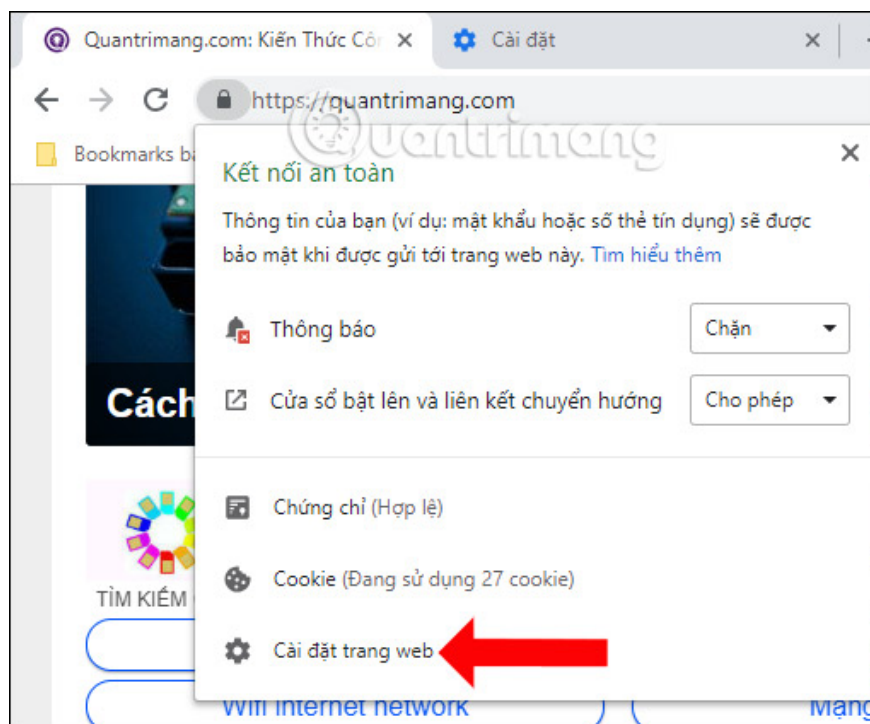 Quantrimang.com: Kiến Thức Côn
Cài đặt
https://quantrimang.com
Bookmarks ba
Quantrimang
Kết nối an toàn
Thông tin của bạn (ví dụ: mật khẩu hoặc số thẻ tín dụng) sẽ được
bảo mật khi được gửi tới trang web này. Tìm hiểu thêm
Thông báo
Chặn
Cửa sổ bật lên và liên kết chuyển hướng
Cho phép
Cách
Chứng chỉ (Hợp lệ)
Cookie (Đang sử dụng 27 cookie)
TÌM KIẾM
Cài đặt trang web
Wifi Internet network
Mạng